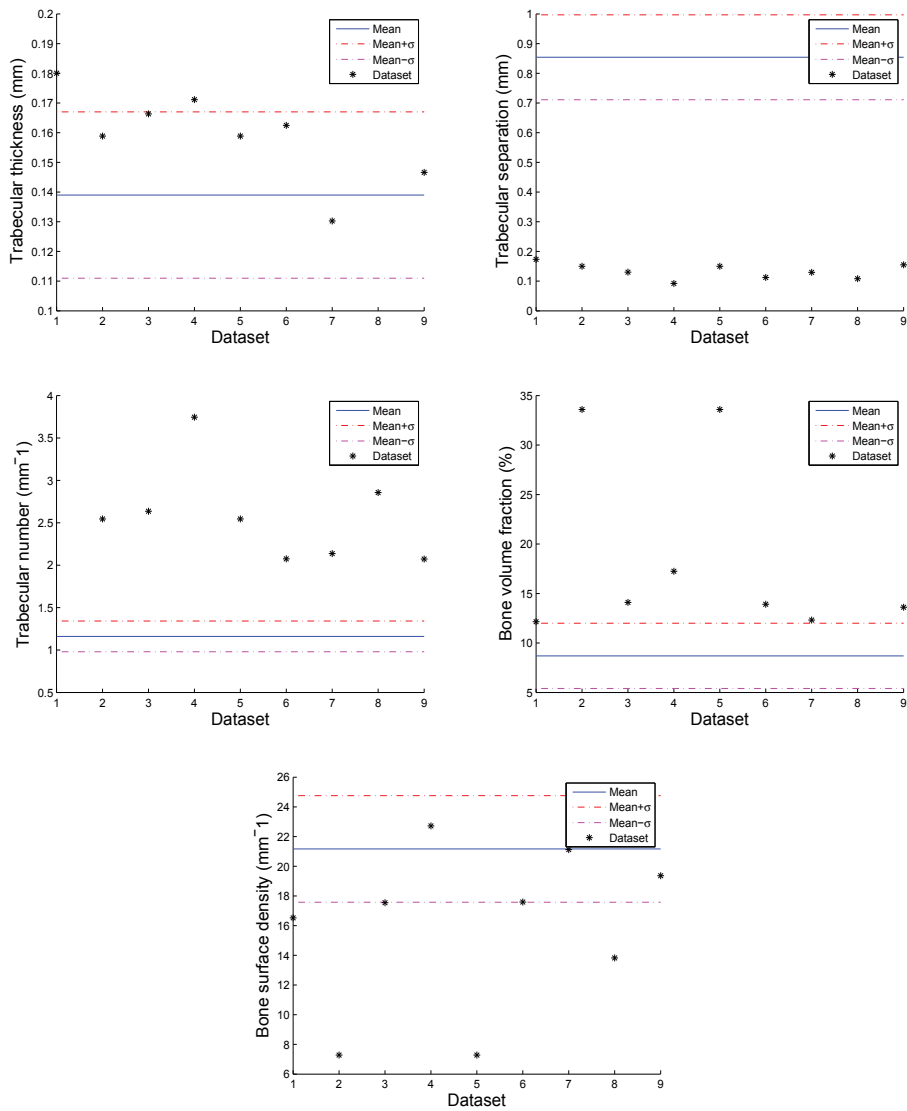 Trabecular thickness (mm)
0.2
0.19
0.18
0.17
0.16
0.15
0.14
0.13
0.12
0.11
0.1
1 2 3 4 5 6 7 8 9
Dataset
Mean
Mean+σ
Mean−σ
Dataset
Trabecular separation (mm)
1
0.9
0.8
0.7
0.6
0.5
0.4
0.3
0.2
0.1
0
1 2 3 4 5 6 7 8 9
Dataset
Mean
Mean+σ
Mean−σ
Dataset
Trabecular number (mm¯1)
4
3.5
3
2.5
2
1.5
1
0.5
1 2 3 4 5 6 7 8 9
Dataset
Mean
Mean+σ
Mean−σ
Dataset
Bone volume fraction (%)
35
30
25
20
15
10
5
1 2 3 4 5 6 7 8 9
Dataset
Mean
Mean+σ
Mean−σ
Dataset
Bone surface density (mm¯1)
26
24
22
20
18
16
14
12
10
8
6
1 2 3 4 5 6 7 8 9
Dataset
Mean
Mean+σ
Mean−σ
Dataset